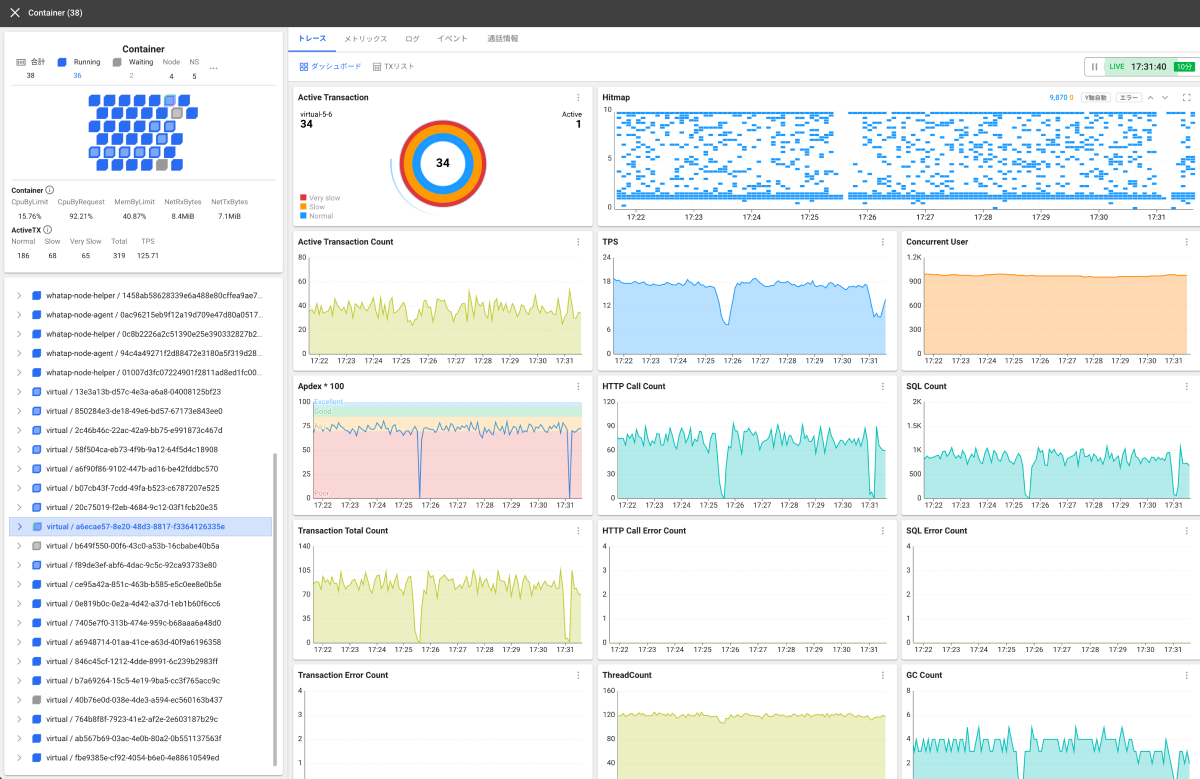 Container (38)
Container
合計 Running Waiting Node NS
38 36 2 4 5
Container
CpuByLimit CpuByRequest MemByLimit NetRxBytes NetTxBytes
15.76% 92.21% 40.87% 8.4MiB 7.1MiB
ActiveTX
Normal Slow Very Slow Total TPS
186 68 65 319 125.71
whatap-node-helper / 1458ab58628339e6a488e80cffea9ae7...
whatap-node-agent / 0ac96215eb9f12a19d709e47d80a0517...
whatap-node-helper / 0c8b2226a2c51390e25e390332827b2...
whatap-node-agent / 94c4a49271f2d88472e3180a5f319d28...
whatap-node-helper / 01007d3fc07224901f2811ad8ed1fc00...
virtual / 13e3a13b-d57c-4e3a-a6a8-04008125bf23
virtual / 850284e3-de18-49e6-bd57-67173e843ee0
virtual / 2c46b46c-22ac-42a9-bb75-e991873c467d
virtual / 58f504ca-eb73-4f9b-9a12-64f5d4c18908
virtual / a6f90f86-9102-447b-ad16-be42fddbc570
virtual / b07cb43f-7cdd-49fa-b523-c6787207e525
virtual / 20c75019-f2eb-4684-9c12-03f1fcb20e35
virtual / a6ecae57-8e20-48d3-8817-f3364126335e
virtual / b649f550-00f6-43c0-a53b-16cbabe40b5a
virtual / f89de3ef-abf6-4dac-9c5c-92ca93733e80
virtual / ce95a42a-851c-463b-b585-e5c0ee8e0b5e
virtual / 0e819b0c-0e2a-4d42-a37d-1eb1b60f6cc6
virtual / 7405e7f0-313b-474e-959c-b68aaa6a48d0
virtual / a6948714-01aa-41ce-a63d-40f9a6196358
virtual / 846c45cf-1212-4dde-8991-6c239b2983ff
virtual / b7a69264-15c5-4e19-9ba5-cc3f765acc9c
virtual / 40b76e0d-038e-4de3-a594-ec560163b437
virtual / 764b8f8f-7923-41e2-af2e-2e603187b29c
virtual / ab567b69-03ac-4e0b-80a2-0b551137563f
virtual / fbe9385e-cf92-4054-b6e0-4e88610549ed
トレース メトリックス ログ イベント 通話情報
ダッシュボード TXリスト
LIVE 17:31:40 10分
Active Transaction
virtual-5-6 Active
34 1
34
Very slow
Slow
Normal
Hitmap
9,870 0 Y軸自動 エラー
10
5
0
17:22 17:23 17:24 17:25 17:26 17:27 17:28 17:29 17:30 17:31
Active Transaction Count
80
60
40
20
0
17:22 17:23 17:24 17:25 17:26 17:27 17:28 17:29 17:30 17:31
TPS
24
18
12
6
0
17:22 17:23 17:24 17:25 17:26 17:27 17:28 17:29 17:30 17:31
Concurrent User
1.2K
900
600
300
0
17:22 17:23 17:24 17:25 17:26 17:27 17:28 17:29 17:30 17:31
Apdex * 100
100
75
50
25
0
Excellent
Good
Poor
17:22 17:23 17:24 17:25 17:26 17:27 17:28 17:29 17:30 17:31
HTTP Call Count
120
90
60
30
0
17:22 17:23 17:24 17:25 17:26 17:27 17:28 17:29 17:30 17:31
SQL Count
2K
1.5K
1K
500
0
17:22 17:23 17:24 17:25 17:26 17:27 17:28 17:29 17:30 17:31
Transaction Total Count
140
105
70
35
0
17:22 17:23 17:24 17:25 17:26 17:27 17:28 17:29 17:30 17:31
HTTP Call Error Count
4
3
2
1
0
17:22 17:23 17:24 17:25 17:26 17:27 17:28 17:29 17:30 17:31
SQL Error Count
4
3
2
1
0
17:22 17:23 17:24 17:25 17:26 17:27 17:28 17:29 17:30 17:31
Transaction Error Count
4
3
2
1
ThreadCount
160
120
80
40
GC Count
8
6
4
2